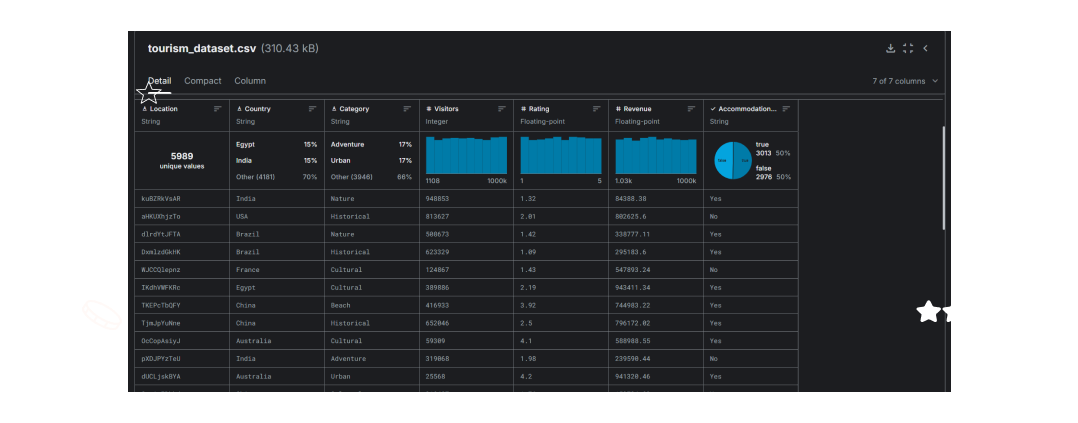 tourism_dataset.csv (310.43 kB)
Detail Compact Column 7 of 7 columns
Location Country Category # Visitors # Rating # Revenue Accommodation...
String String String Integer Floating-point Floating-point String
5989
unique values
Egypt 15%
India 15%
Other (4181) 70%
Adventure 17%
Urban 17%
Other (3946) 66%
1108 1000k
1 5
1.03k 1000k
true
3013 50%
false
2976 50%
kuBZRkVsAR India Nature 948853 1.32 84388.38 Yes
aHKUXhjzTo USA Historical 813627 2.01 802625.6 No
dlrdYtJFTA Brazil Nature 508673 1.42 338777.11 Yes
DxmlzdGkHK Brazil Historical 623329 1.09 295183.6 Yes
WJCCQlepnz France Cultural 124867 1.43 547893.24 No
IKdhVWFKRc Egypt Cultural 389886 2.19 943411.34 Yes
TKEPcTbQFY China Beach 416933 3.92 744983.22 Yes
TjmJpYuNne China Historical 652046 2.5 796172.02 Yes
OcCopAsiyJ Australia Cultural 59309 4.1 588988.55 Yes
pXDJPYzTeU India Adventure 319068 1.98 239590.44 No
dUCLjskBYA Australia Urban 25568 4.2 941320.46 Yes